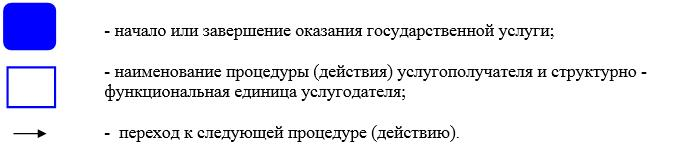 - начало или завершение оказания государственной услуги;
- наименование процедуры (действия) услугополучателя и структурно -
функциональная единица услугодателя;
- переход к следующей процедуре (действию).